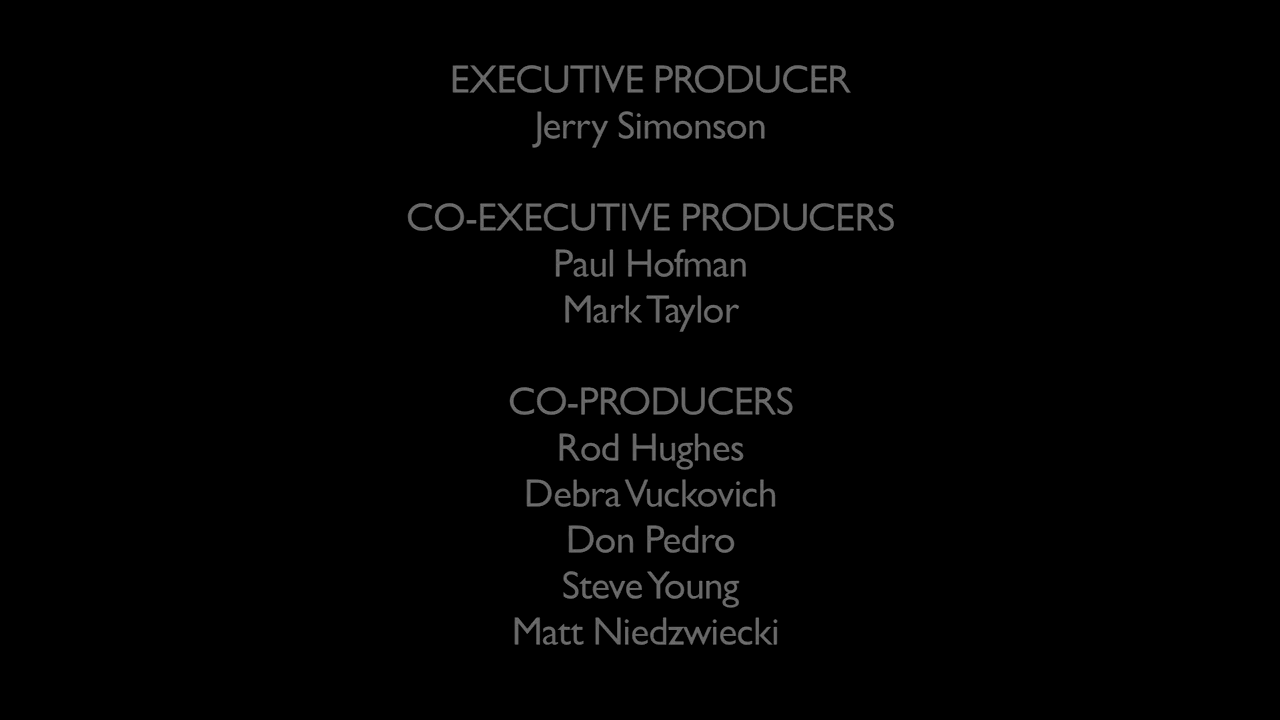 EXECUTIVE PRODUCER
Jerry Simonson
CO-EXECUTIVE PRODUCERS
Paul Hofman
Mark Taylor
CO-PRODUCERS
Rod Hughes
Debra Vuckovich
Don Pedro
Steve Young
Matt Niedzwiecki